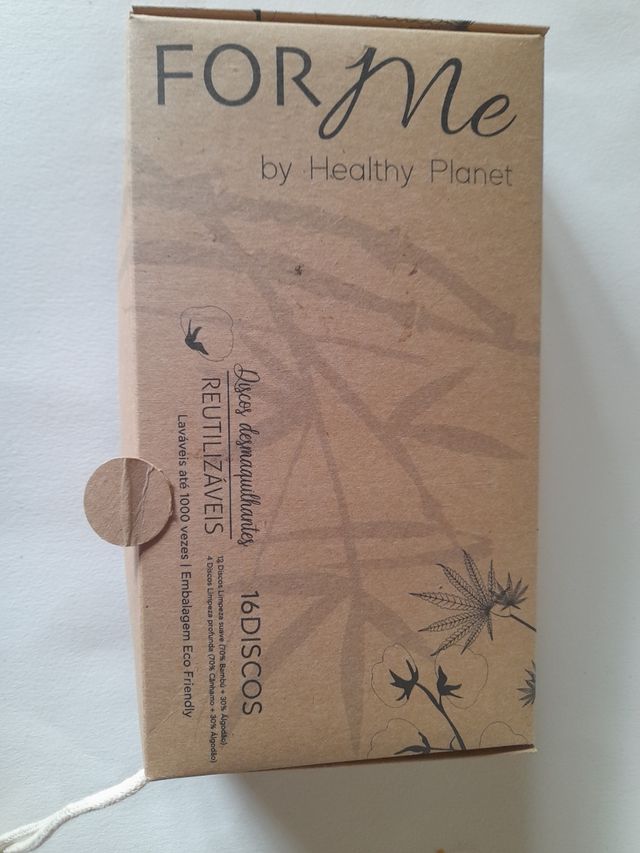 FOR Me
by Healthy Planet
Discos desmaquilhantes
REUTILIZÁVEIS
Laváveis até 1000 vezes | Embalagem Eco Friendly
16DISCOS
12 Discos Limpeza suave (70% Bambú + 30% Algodão)
4 Discos Limpeza profunda (70% Cânhamo + 30% Algodão)